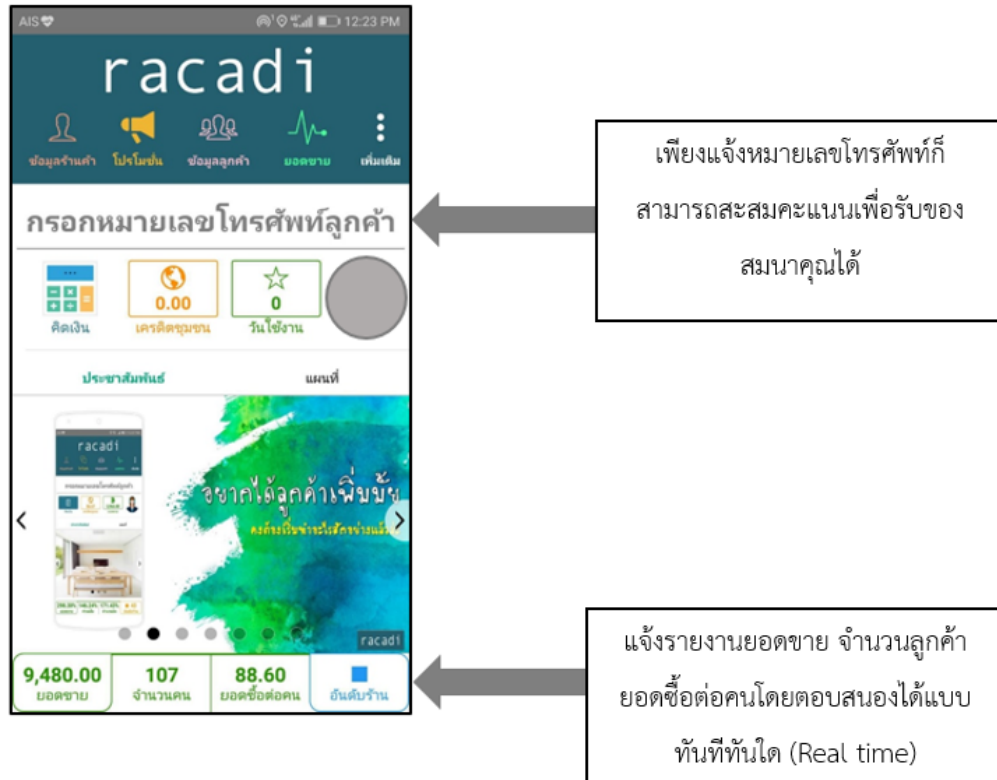 AIS
12:23 PM
racadi
ข้อมูลร้านค้า
โปรโมชั่น
ข้อมูลลูกค้า
ยอดขาย
เพิ่มเติม
กรอกหมายเลขโทรศัพท์ลูกค้า
คิดเงิน
0.00
เครดิตชุมชน
0
วันใช้งาน
ประชาสัมพันธ์
แผนที่
racadi
อยากได้ลูกค้าเพิ่มมั้ย
racadi
9,480.00
ยอดขาย
107
จำนวนคน
88.60
ยอดซื้อต่อคน
อันดับร้าน
เพียงแจ้งหมายเลขโทรศัพท์ก็
สามารถสะสมคะแนนเพื่อรับของ
สมนาคุณได้
แจ้งรายงานยอดขาย จำนวนลูกค้า
ยอดซื้อต่อคนโดยตอบสนองได้แบบ
ทันทีทันใด (Real time)